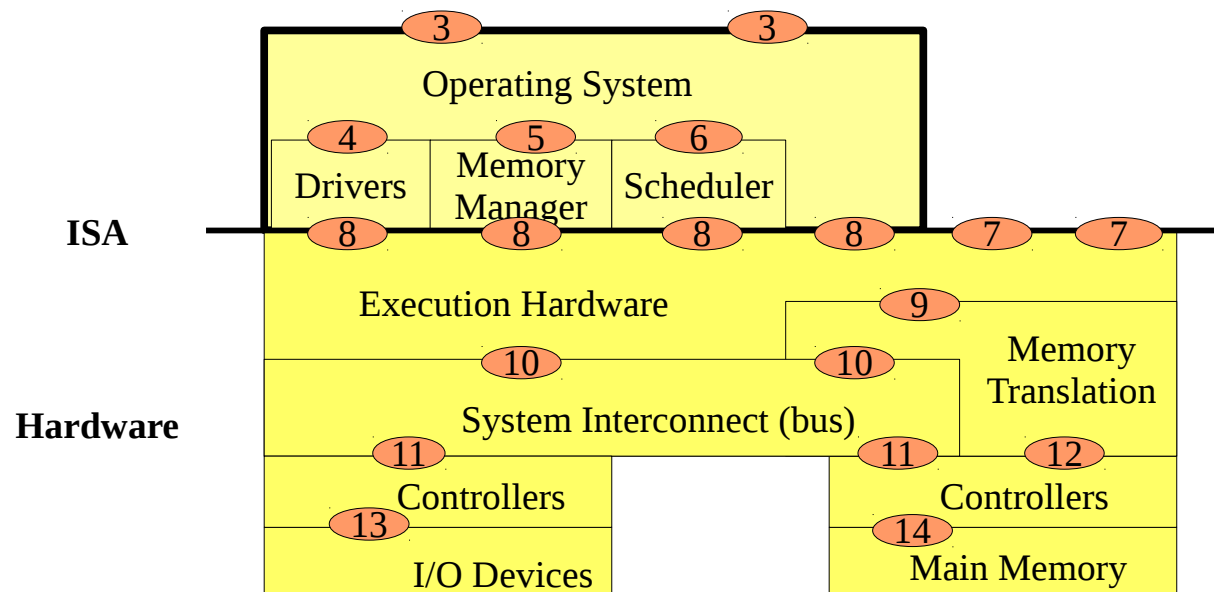 3 3
Operating System
4 5 6
Drivers
Memory
Manager
Scheduler
ISA
8 8 8 8 7 7
Execution Hardware
9
Memory
Translation
10 10
System Interconnect (bus)
Hardware
11 11 12
Controllers
Controllers
13 14
I/O Devices
Main Memory